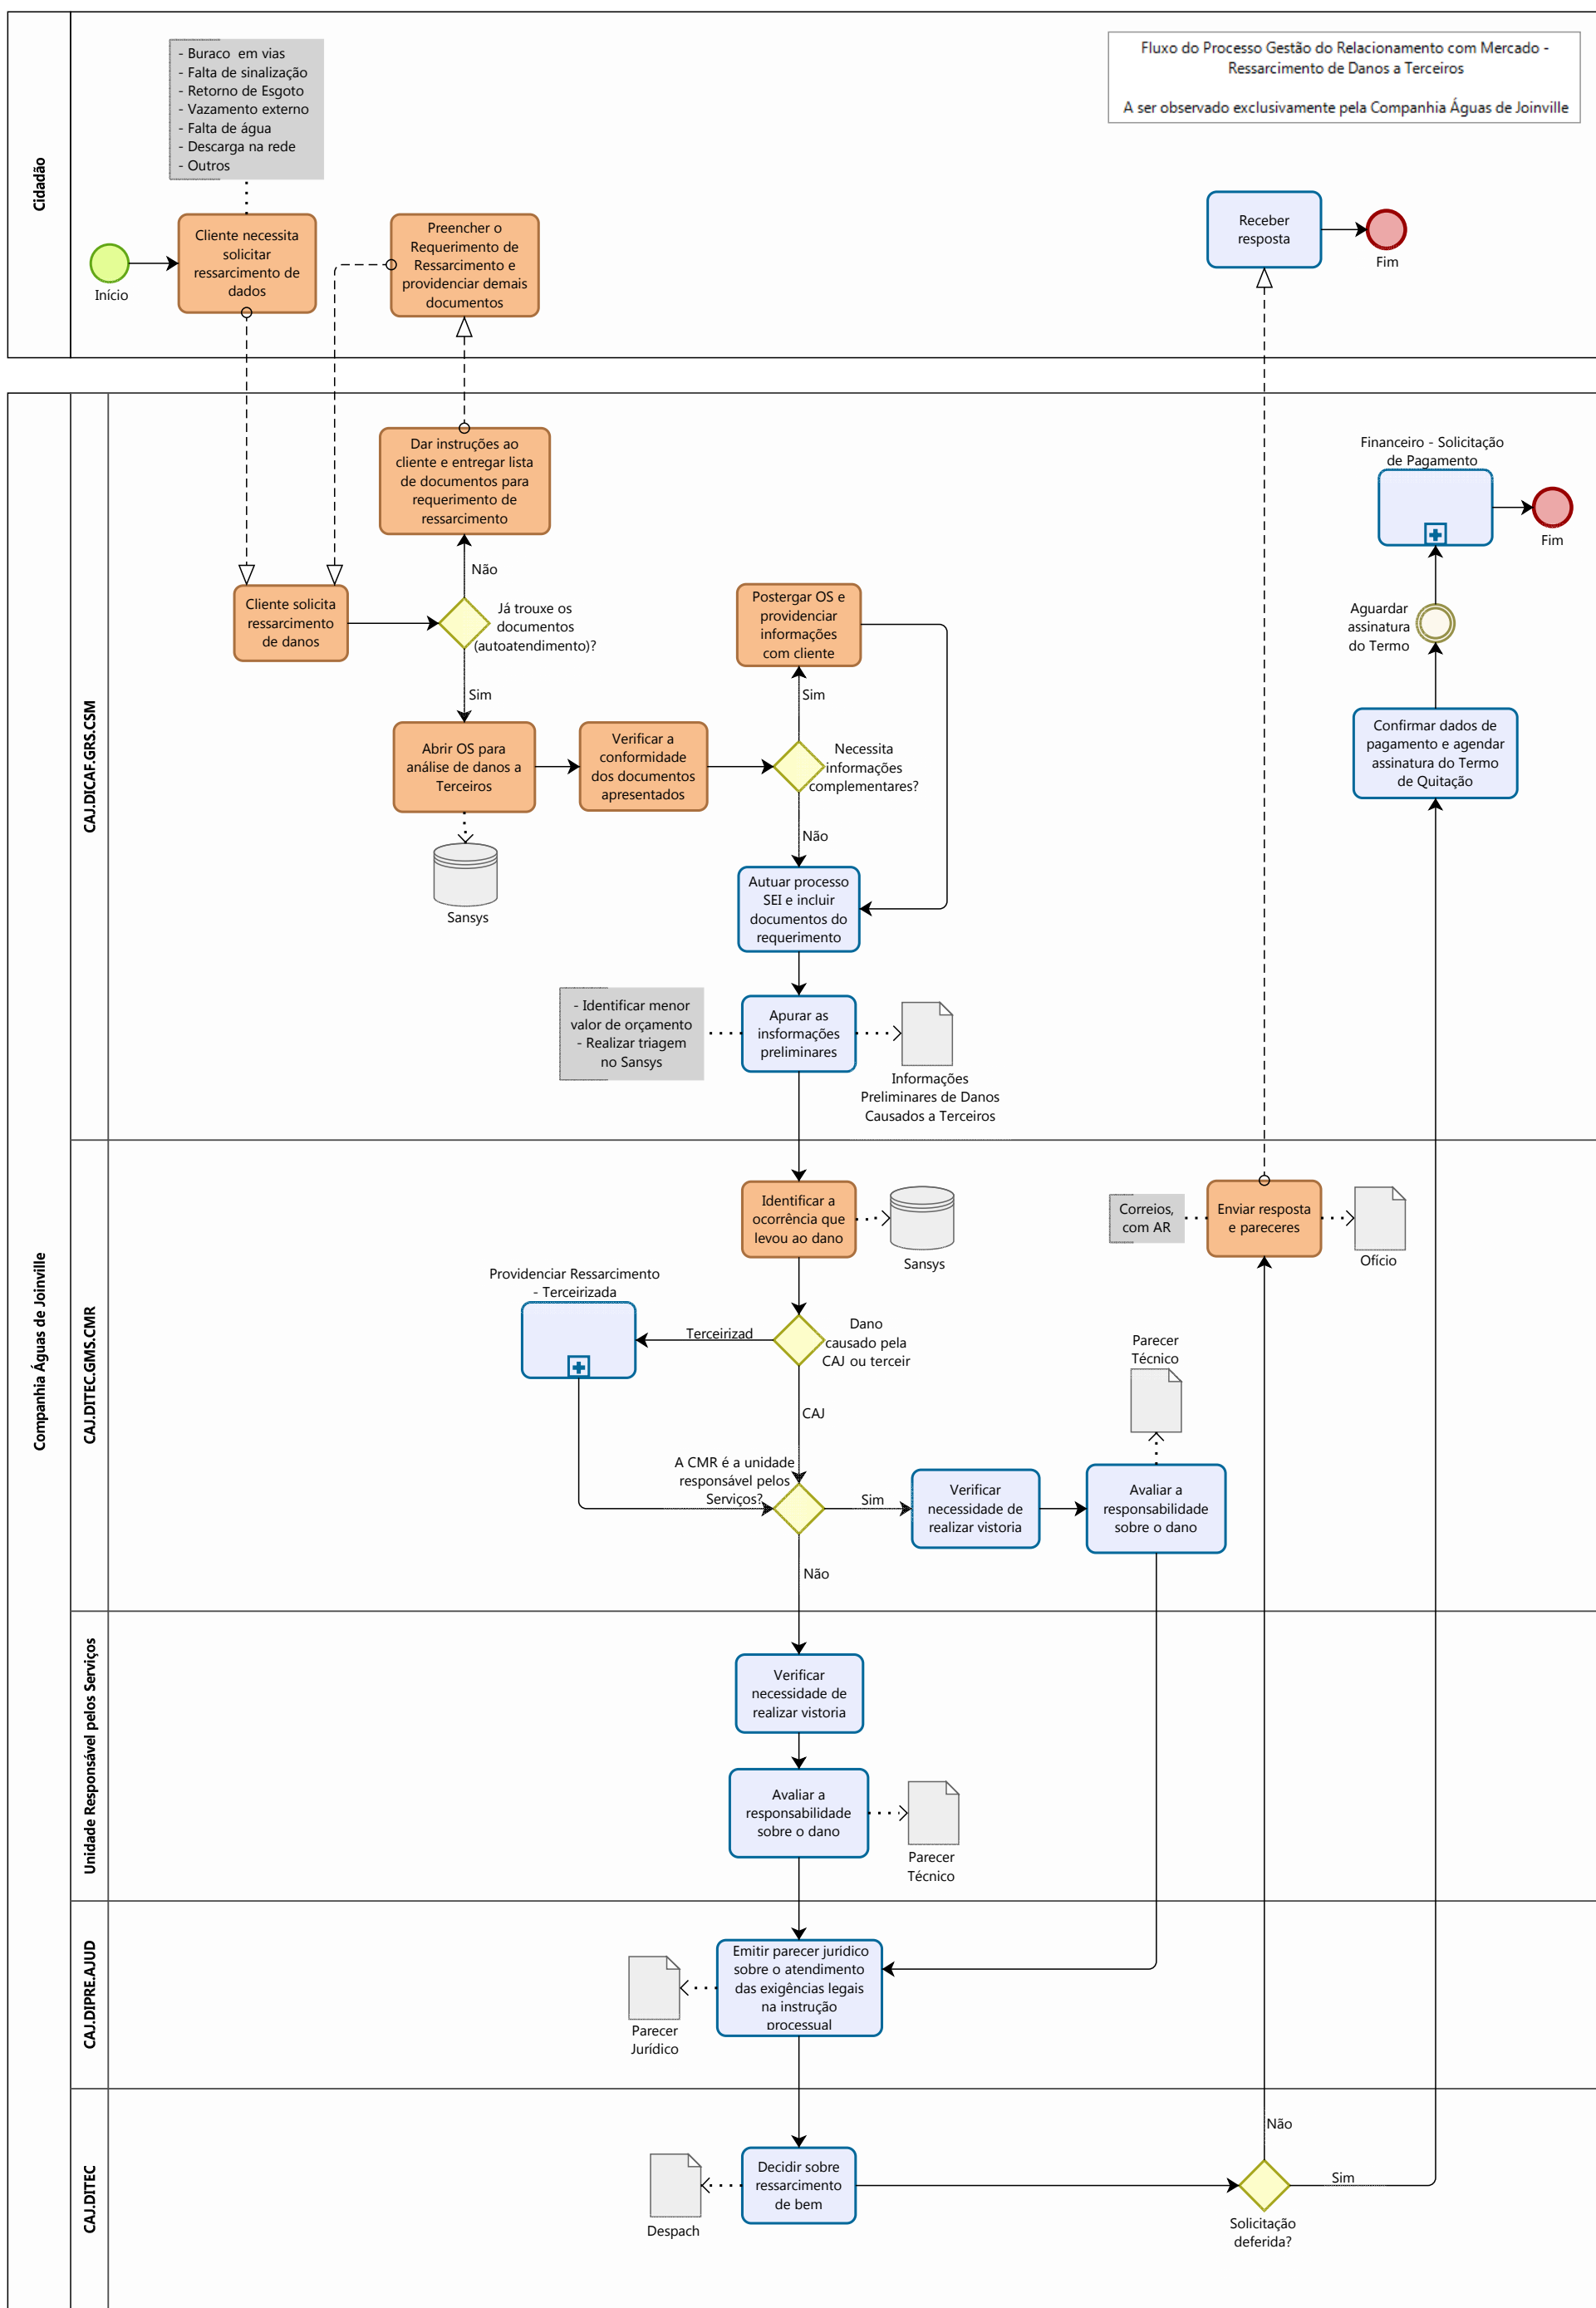 Fluxo do Processo Gestão do Relacionamento com Mercado -
Ressarcimento de Danos a Terceiros
A ser observado exclusivamente pela Companhia Águas de Joinville
Cidadão
- Buraco em vias
- Falta de sinalização
- Retorno de Esgoto
- Vazamento externo
- Falta de água
- Descarga na rede
- Outros
Início
Cliente necessita
solicitar
ressarcimento de
dados
Preencher o
Requerimento de
Ressarcimento e
providenciar demais
documentos
Receber
resposta
Fim
Companhia Águas de Joinville
CAJ.DICAF.GRS.CSM
Dar instruções ao
cliente e entregar lista
de documentos para
requerimento de
ressarcimento
Não
Cliente solicita
ressarcimento
de danos
Já trouxe os
documentos
(autoatendimento)?
Sim
Abrir OS para
análise de danos a
Terceiros
Sansys
Verificar a
conformidade
dos documentos
apresentados
Postergar OS e
providenciar
informações
com cliente
Sim
Necessita
informações
complementares?
Não
Autuar processo
SEI e incluir
documentos do
requerimento
- Identificar menor
valor de orçamento
- Realizar triagem
no Sansys
Apurar as
insformações
preliminares
Informações
Preliminares de Danos
Causados a Terceiros
Financeiro - Solicitação
de Pagamento
Fim
Aguardar
assinatura
do Termo
Confirmar dados de
pagamento e agendar
assinatura do Termo
de Quitação
CAJ.DITEC.GMS.CMR
Identificar a
ocorrência que
levou ao dano
Sansys
Correios,
com AR
Enviar resposta
e pareceres
Ofício
Providenciar Ressarcimento
- Terceirizada
Terceirizad
Dano
causado pela
CAJ ou terceir
CAJ
A CMR é a unidade
responsável pelos
Serviços?
Sim
Verificar
necessidade de
realizar vistoria
Parecer
Técnico
Avaliar a
responsabilidade
sobre o dano
Não
Unidade Responsável pelos Serviços
Verificar
necessidade de
realizar vistoria
Avaliar a
responsabilidade
sobre o dano
Parecer
Técnico
CAJ.DIPRE.AJUD
Emitir parecer jurídico
sobre o atendimento
das exigências legais
na instrução
processual
Parecer
Jurídico
CAJ.DITEC
Decidir sobre
ressarcimento
de bem
Despach
Não
Sim
Solicitação
deferida?